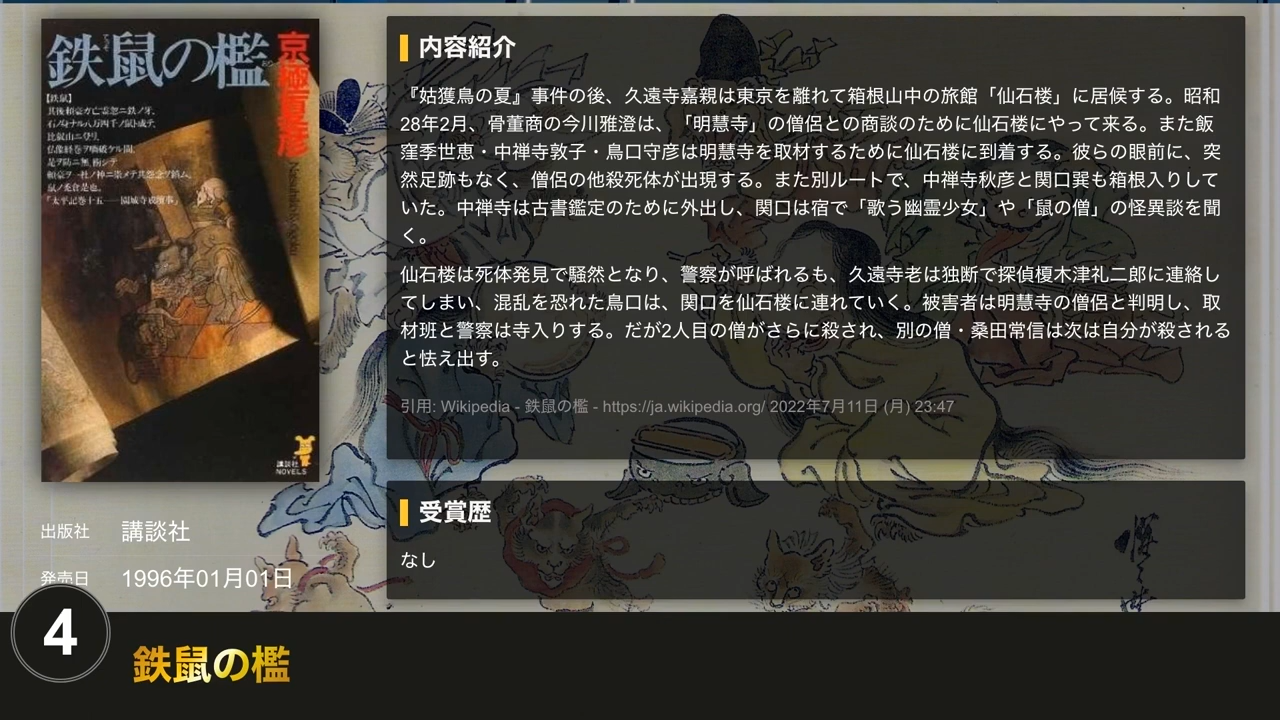 鉄鼠の檻
京極夏彦
【鉄鼠】
講談社
NOVELS
出版社 講談社
発売日 1996年01月01日
内容紹介
『姑獲鳥の夏』事件の後、久遠寺嘉親は東京を離れて箱根山中の旅館「仙石楼」に居候する。昭和
28年2月、骨董商の今川雅澄は、「明慧寺」の僧侶との商談のために仙石楼にやって来る。また飯
窪季世恵・中禅寺敦子・鳥口守彦は明慧寺を取材するために仙石楼に到着する。彼らの眼前に、突
然足跡もなく、僧侶の他殺死体が出現する。また別ルートで、中禅寺秋彦と関口巽も箱根入りして
いた。中禅寺は古書鑑定のために外出し、関口は宿で「歌う幽霊少女」や「鼠の僧」の怪異談を聞
く。
仙石楼は死体発見で騒然となり、警察が呼ばれるも、久遠寺老は独断で探偵榎木津礼二郎に連絡し
てしまい、混乱を恐れた鳥口は、関口を仙石楼に連れていく。被害者は明慧寺の僧侶と判明し、取
材班と警察は寺入りする。だが2人目の僧がさらに殺され、別の僧・桑田常信は次は自分が殺される
と怯え出す。
引用: Wikipedia - 鉄鼠の檻 - https://ja.wikipedia.org/ 2022年7月11日 (月) 23:47
受賞歴
なし
4
鉄鼠の檻